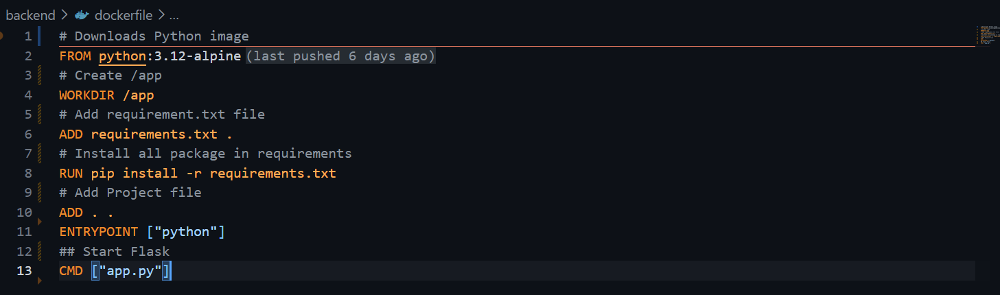 backend > dockerfile > ...
1 # Downloads Python image
2 FROM python:3.12-alpine (last pushed 6 days ago)
3 # Create /app
4 WORKDIR /app
5 # Add requirement.txt file
6 ADD requirements.txt .
7 # Install all package in requirements
8 RUN pip install -r requirements.txt
9 # Add Project file
10 ADD . .
11 ENTRYPOINT ["python"]
12 ## Start Flask
13 CMD ["app.py"]